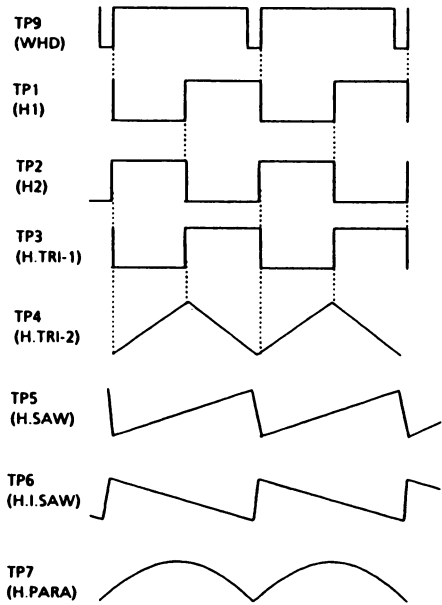 TP9
(WHD)
TP1
(H1)
TP2
(H2)
TP3
(H.TRI-1)
TP4
(H.TRI-2)
TP5
(H.SAW)
TP6
(H.I.SAW)
TP7
(H.PARA)